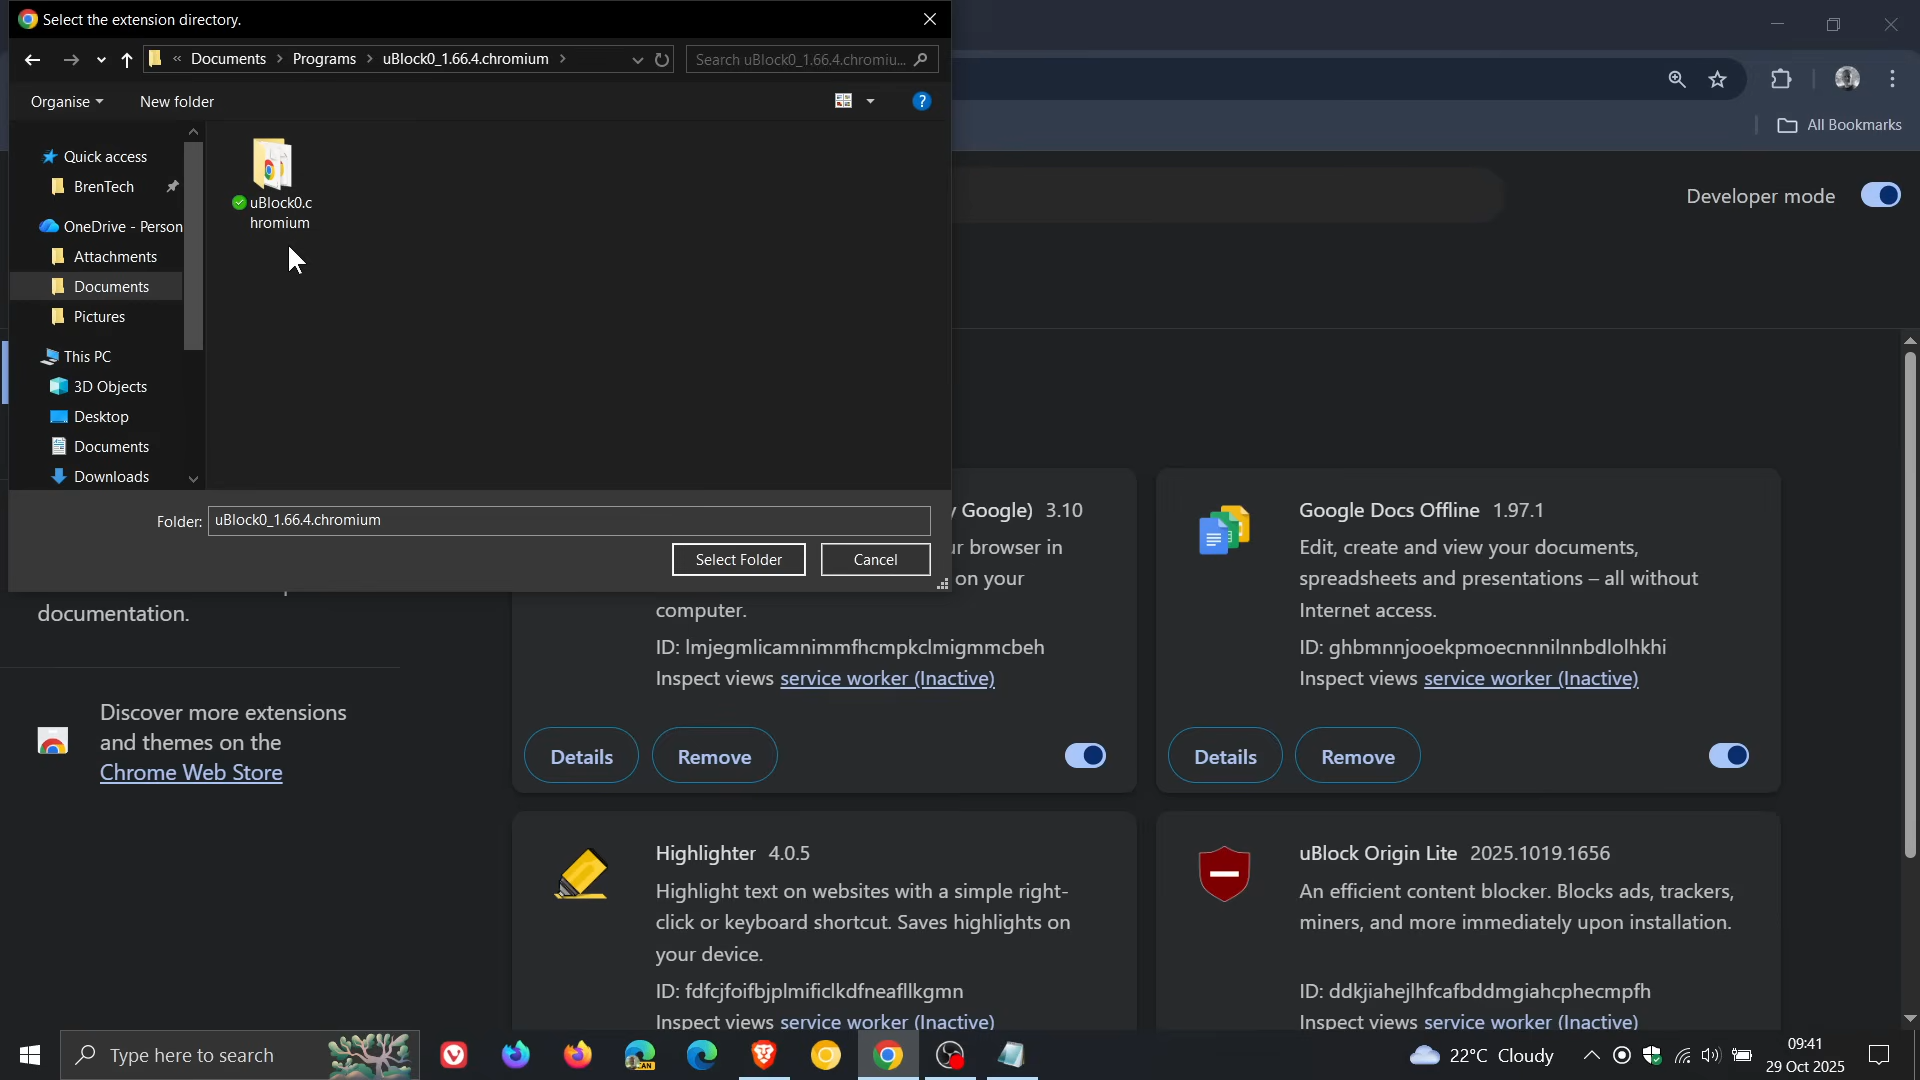 Select the extension directory.
« Documents > Programs > uBlock0_1.66.4.chromium >
Search uBlock0_1.66.4.chromiu...
Organise
New folder
?
Quick access
BrenTech
OneDrive - Person
Attachments
Documents
Pictures
This PC
3D Objects
Desktop
Documents
Downloads
uBlock0.c
hromium
Folder: uBlock0_1.66.4.chromium
Select Folder
Cancel
All Bookmarks
Developer mode
documentation.
Discover more extensions
and themes on the
Chrome Web Store
Google) 3.10
browser in
on your
computer.
ID: lmjegmlicamnimmfhcmpkclmigmmcbeh
Inspect views service worker (Inactive)
Details
Remove
Google Docs Offline 1.97.1
Edit, create and view your documents,
spreadsheets and presentations – all without
Internet access.
ID: ghbmnnjooekpmoecnnnilnnbdlolhkhi
Inspect views service worker (Inactive)
Details
Remove
Highlighter 4.0.5
Highlight text on websites with a simple right-
click or keyboard shortcut. Saves highlights on
your device.
ID: fdfcjfoifbjplmificlkdfneafllkgmn
Inspect views service worker (Inactive)
uBlock Origin Lite 2025.1019.1656
An efficient content blocker. Blocks ads, trackers,
miners, and more immediately upon installation.
ID: ddkjiahejlhfcafbddmgiahcphecmpfh
Inspect views service worker (Inactive)
Type here to search
22°C Cloudy
09:41
29 Oct 2025